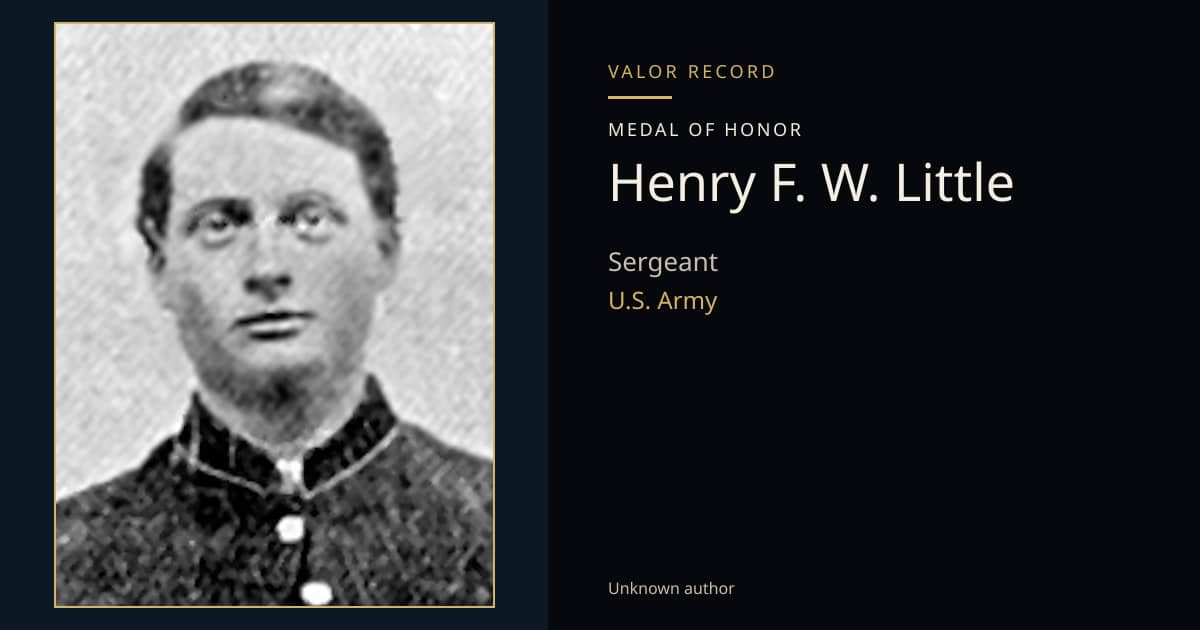 VALOR RECORD
MEDAL OF HONOR
Henry F. W. Little
Sergeant
U.S. Army
Unknown author